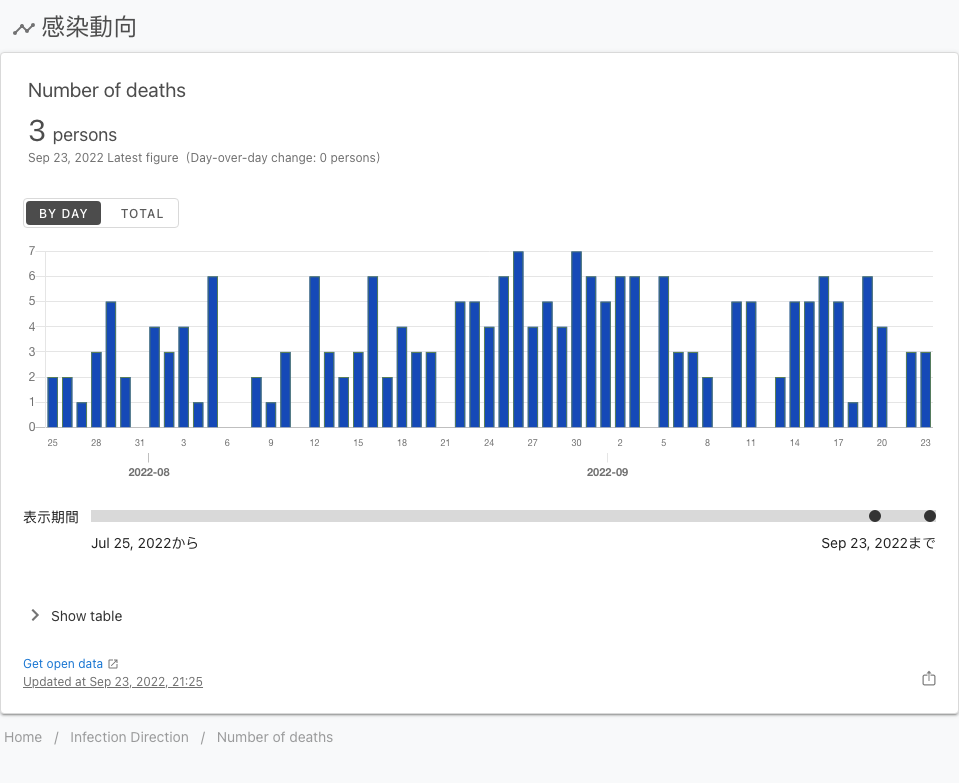 感染動向
Number of deaths
3 persons
Sep 23, 2022 Latest figure (Day-over-day change: 0 persons)
BY DAY TOTAL
7
6
5
4
3
2
1
0
25 28 31 3 6 9 12 15 18 21 24 27 30 2 5 8 11 14 17 20 23
2022-08 2022-09
表示期間
Jul 25, 2022から Sep 23, 2022まで
Show table
Get open data
Updated at Sep 23, 2022, 21:25
Home / Infection Direction / Number of deaths